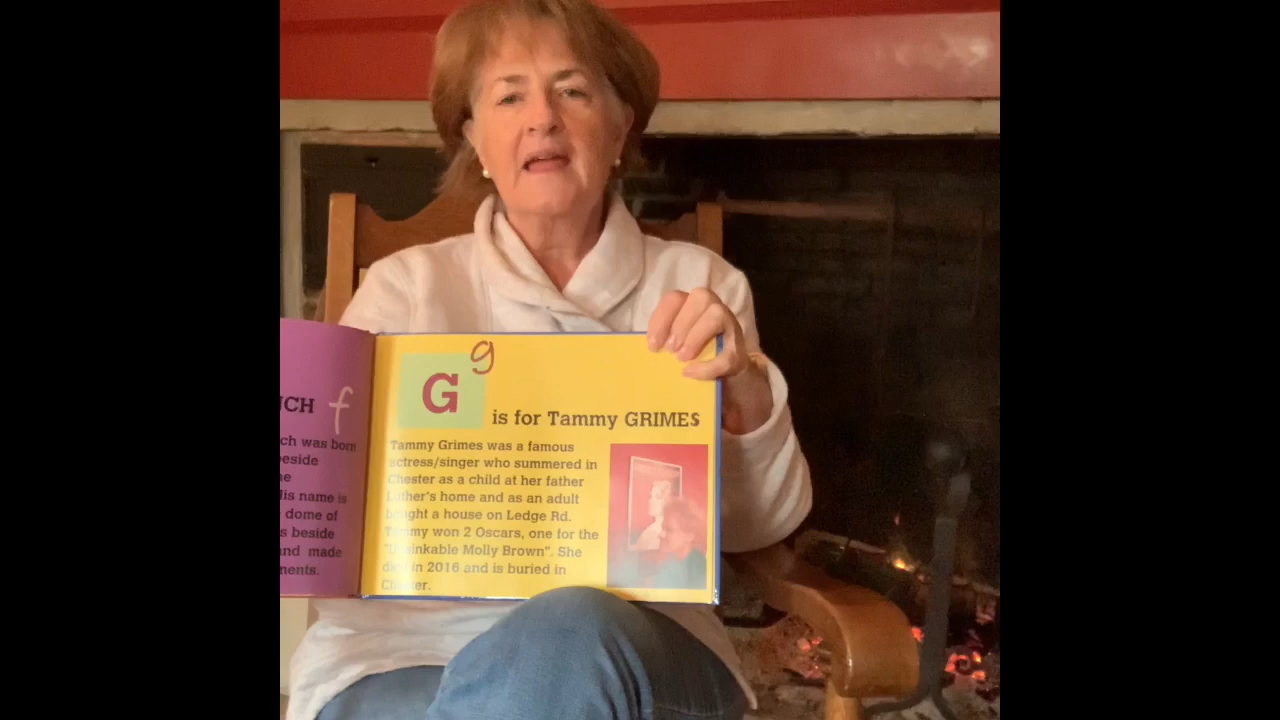 NCH f
ch was born
eside
he
His name is
dome of
s beside
and made
ments.
G g
is for Tammy GRIMES
Tammy Grimes was a famous
actress/singer who summered in
Chester as a child at her father
Luther's home and as an adult
bought a house on Ledge Rd.
Tammy won 2 Oscars, one for the
"Unsinkable Molly Brown". She
died in 2016 and is buried in
Chester.